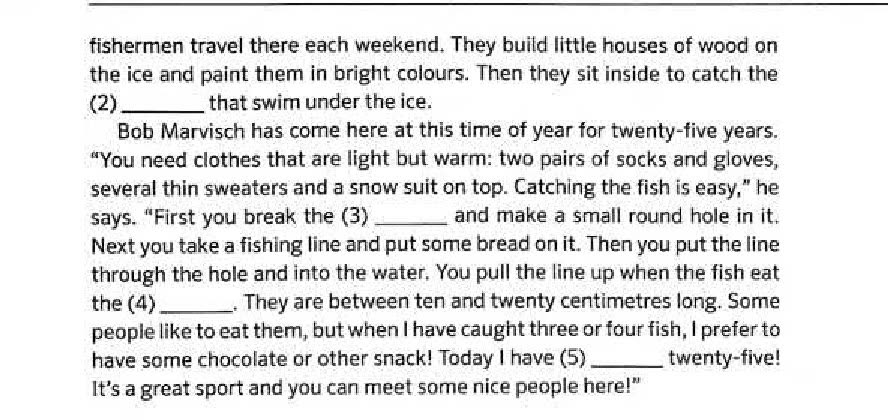 fishermen travel there each weekend. They build little houses of wood on
the ice and paint them in bright colours. Then they sit inside to catch the
(2) ________ that swim under the ice.
Bob Marvisch has come here at this time of year for twenty-five years.
“You need clothes that are light but warm: two pairs of socks and gloves,
several thin sweaters and a snow suit on top. Catching the fish is easy,” he
says. “First you break the (3) _______ and make a small round hole in it.
Next you take a fishing line and put some bread on it. Then you put the line
through the hole and into the water. You pull the line up when the fish eat
the (4) _______. They are between ten and twenty centimetres long. Some
people like to eat them, but when I have caught three or four fish, I prefer to
have some chocolate or other snack! Today I have (5) _______ twenty-five!
It’s a great sport and you can meet some nice people here!”